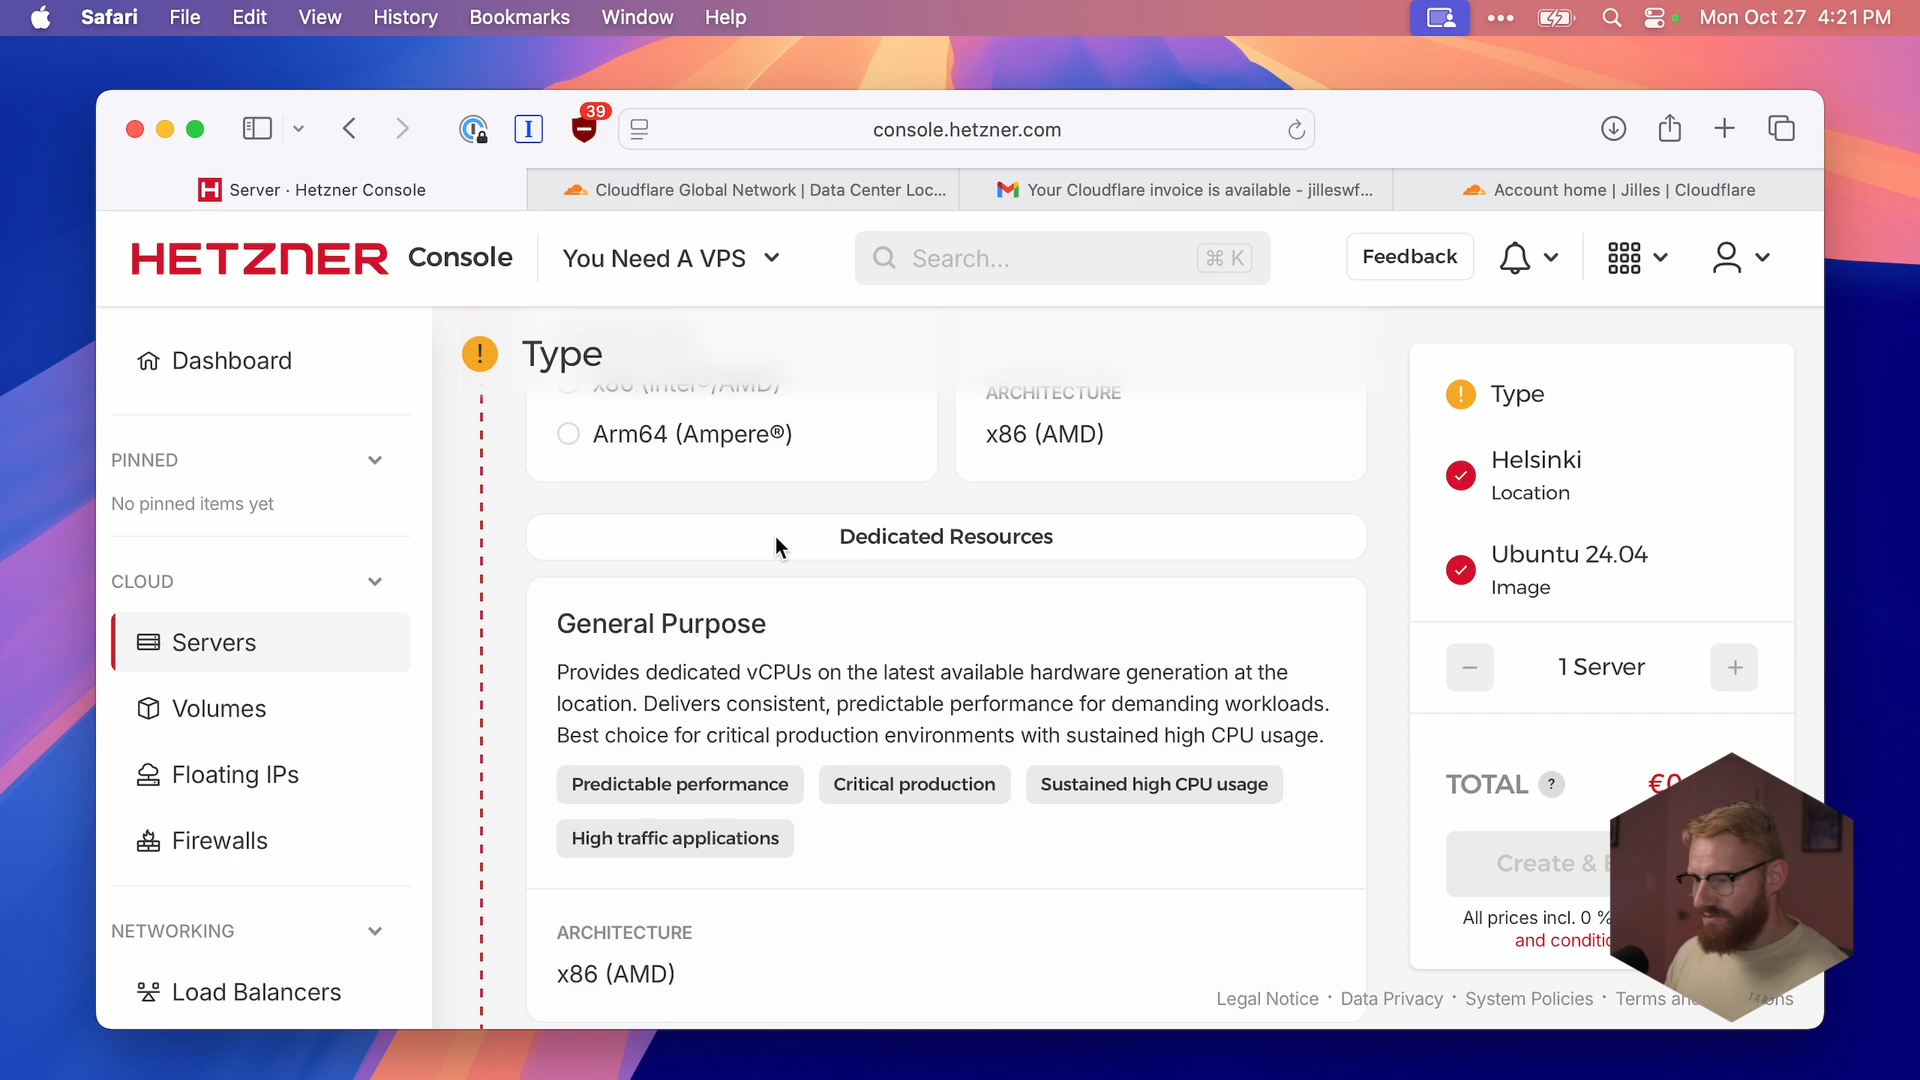 Safari File Edit View History Bookmarks Window Help Mon Oct 27 4:21 PM
39
console.hetzner.com
Server · Hetzner Console
Cloudflare Global Network | Data Center Loc...
Your Cloudflare invoice is available - jilleswf...
Account home | Jilles | Cloudflare
HETZNER Console You Need A VPS Search... ⌘ K Feedback
Dashboard
PINNED
No pinned items yet
CLOUD
Servers
Volumes
Floating IPs
Firewalls
NETWORKING
Load Balancers
Type
x86 (Intel®/AMD)
Arm64 (Ampere®)
ARCHITECTURE
x86 (AMD)
Dedicated Resources
General Purpose
Provides dedicated vCPUs on the latest available hardware generation at the
location. Delivers consistent, predictable performance for demanding workloads.
Best choice for critical production environments with sustained high CPU usage.
Predictable performance Critical production Sustained high CPU usage
High traffic applications
ARCHITECTURE
x86 (AMD)
Type
Helsinki
Location
Ubuntu 24.04
Image
1 Server
TOTAL ?
Create &
All prices incl. 0 %
and
Legal Notice · Data Privacy · System Policies · Terms